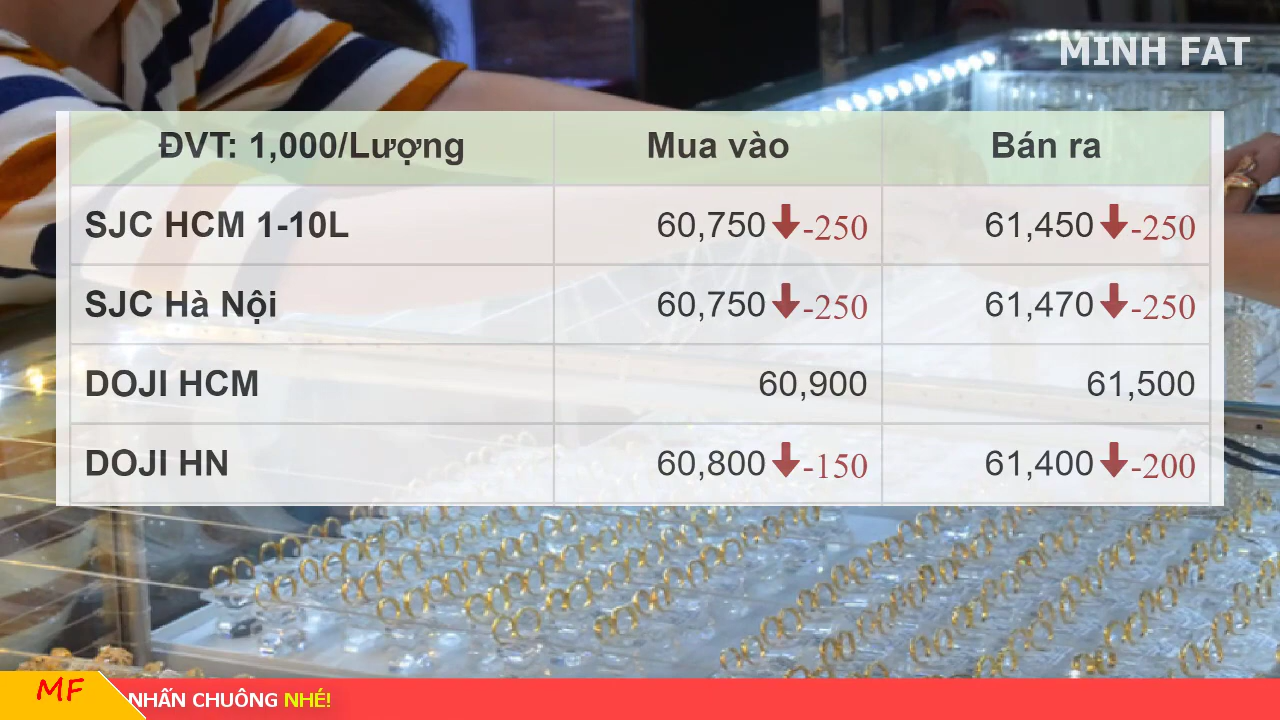 MINH FAT
ĐVT: 1,000/Lượng Mua vào Bán ra
SJC HCM 1-10L 60,750 -250 61,450 -250
SJC Hà Nội 60,750 -250 61,470 -250
DOJI HCM 60,900 61,500
DOJI HN 60,800 -150 61,400 -200
MF NHẤN CHUÔNG NHÉ!